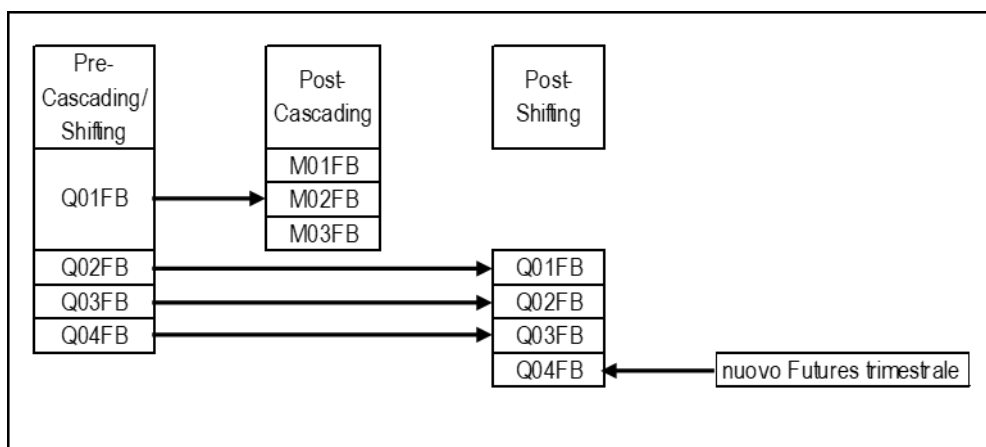 Pre-
Cascading/
Shifting
Post-
Cascading
Post-
Shifting
Q01FB
M01FB
M02FB
M03FB
Q02FB
Q01FB
Q03FB
Q02FB
Q04FB
Q03FB
Q04FB
nuovo Futures trimestrale